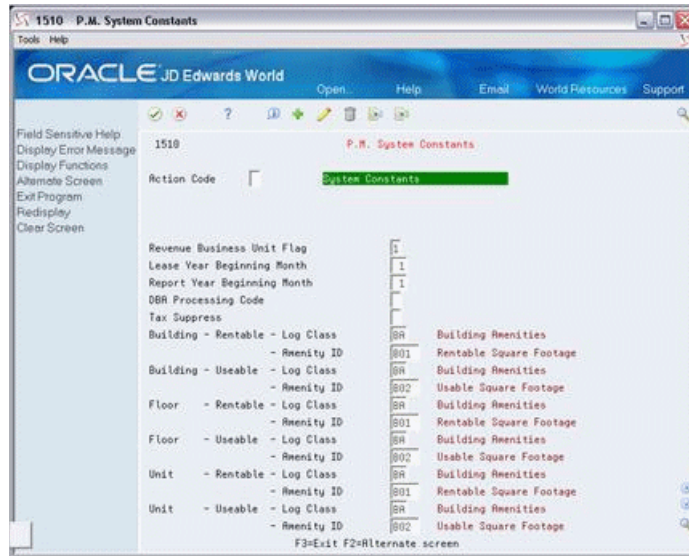 1510 P.M. System Constants
Tools Help
ORACLE JD Edwards World
Open... Help Email World Resources Support
Field Sensitive Help
Display Error Message
Display Functions
Alternate Screen
Exit Program
Redisplay
Clear Screen
1510 P.M. System Constants
Action Code System Constants
Revenue Business Unit Flag 1
Lease Year Beginning Month 1
Report Year Beginning Month 1
DBA Processing Code
Tax Suppress
Building - Rentable - Log Class BA Building Amenities
- Amenity ID B01 Rentable Square Footage
Building - Useable - Log Class BA Building Amenities
- Amenity ID B02 Usable Square Footage
Floor - Rentable - Log Class BA Building Amenities
- Amenity ID B01 Rentable Square Footage
Floor - Useable - Log Class BA Building Amenities
- Amenity ID B02 Usable Square Footage
Unit - Rentable - Log Class BA Building Amenities
- Amenity ID B01 Rentable Square Footage
Unit - Useable - Log Class BA Building Amenities
- Amenity ID B02 Usable Square Footage
F3=Exit F2=Alternate screen